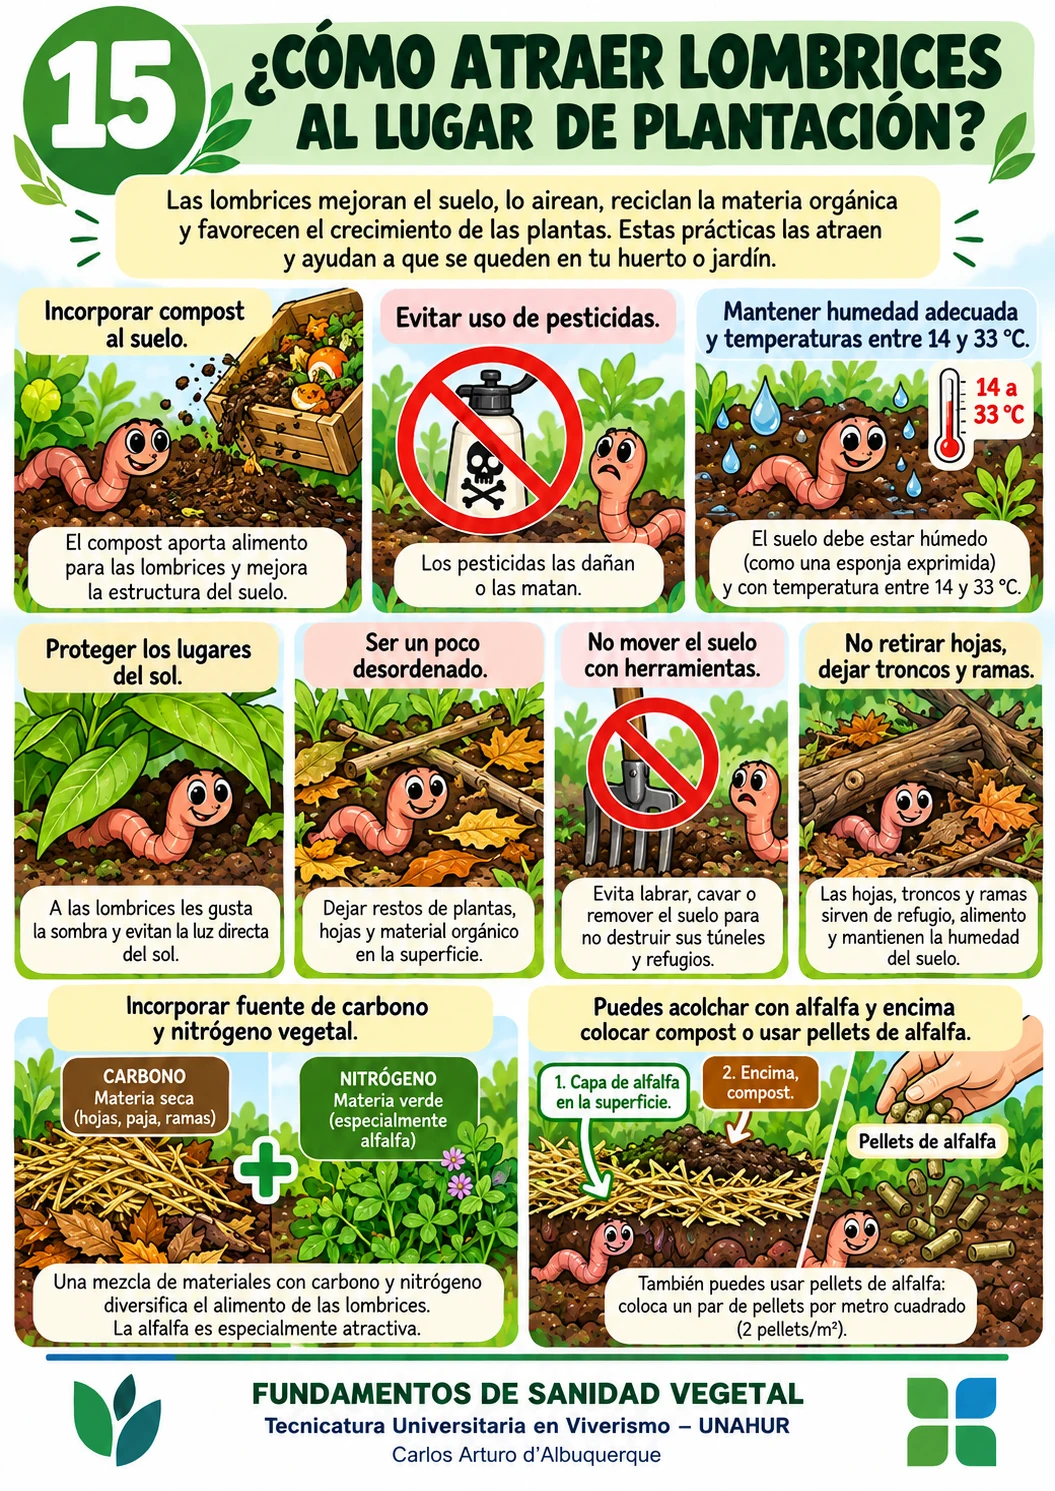 15
¿CÓMO ATRAER LOMBRICES
AL LUGAR DE PLANTACIÓN?
Las lombrices mejoran el suelo, lo airean, reciclan la materia orgánica
y favorecen el crecimiento de las plantas. Estas prácticas las atraen
y ayudan a que se queden en tu huerto o jardín.
Incorporar compost
al suelo.
El compost aporta alimento
para las lombrices y mejora
la estructura del suelo.
Evitar uso de pesticidas.
Los pesticidas las dañan
o las matan.
Mantener humedad adecuada
y temperaturas entre 14 y 33 °C.
14 a
33 °C
El suelo debe estar húmedo
(como una esponja exprimida)
y con temperatura entre 14 y 33 °C.
Proteger los lugares
del sol.
A las lombrices les gusta
la sombra y evitan la luz directa
del sol.
Ser un poco
desordenado.
Dejar restos de plantas,
hojas y material orgánico
en la superficie.
No mover el suelo
con herramientas.
Evita labrar, cavar o
remover el suelo para
no destruir sus túneles
y refugios.
No retirar hojas,
dejar troncos y ramas.
Las hojas, troncos y ramas
sirven de refugio, alimento
y mantienen la humedad
del suelo.
Incorporar fuente de carbono
y nitrógeno vegetal.
CARBONO
Materia seca
(hojas, paja, ramas)
NITRÓGENO
Materia verde
(especialmente
alfalfa)
Una mezcla de materiales con carbono y nitrógeno
diversifica el alimento de las lombrices.
La alfalfa es especialmente atractiva.
Puedes acolchar con alfalfa y encima
colocar compost o usar pellets de alfalfa.
1. Capa de alfalfa
en la superficie.
2. Encima,
compost.
Pellets de alfalfa
También puedes usar pellets de alfalfa:
coloca un par de pellets por metro cuadrado
(2 pellets/m²).
FUNDAMENTOS DE SANIDAD VEGETAL
Tecnicatura Universitaria en Viverismo – UNAHUR
Carlos Arturo d'Albuquerque